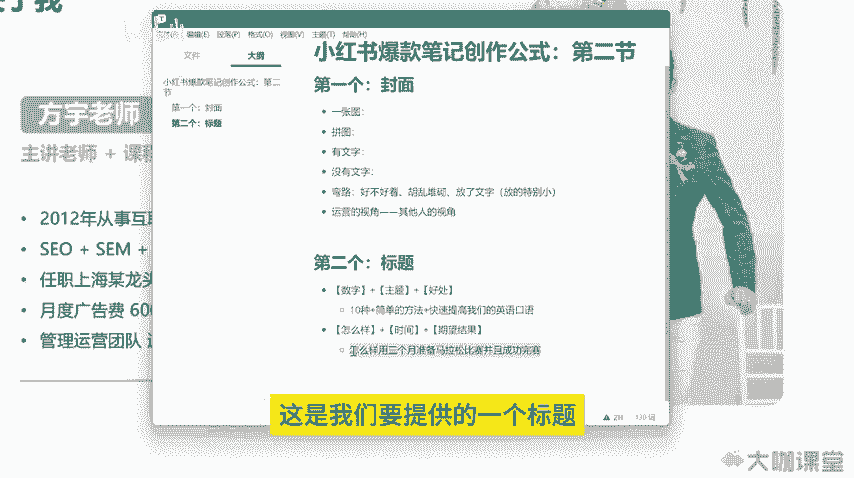 编辑(E) 段落(P) 格式(O) 视图(V) 主题(T) 帮助(H)
文件 大纲
小红书爆款笔记创作公式：第二节
第一个：封面
第二个：标题
小红书爆款笔记创作公式：第二节
第一个：封面
一张图：
拼图：
有文字：
没有文字：
弯路：好不好看、胡乱堆砌、放了文字（放的特别小）
运营的视角——其他人的视角
第二个：标题
【数字】+【主题】+【好处】
10种+简单的方法+快速提高我们的英语口语
【怎么样】+【时间】+【期望结果】
怎么样用三个月准备马拉松比赛并且成功完赛
ZH
方宇老师
主讲老师 + 课程
2012年从事互联
SEO + SEM +
任职上海某龙头
月度广告费 600
管理运营团队
这是我们要提供的一个标题
大咖课堂